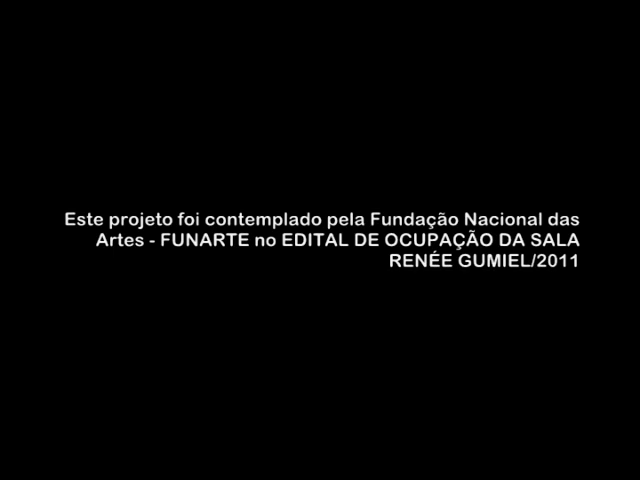 Este projeto foi contemplado pela Fundação Nacional das
Artes - FUNARTE no EDITAL DE OCUPAÇÃO DA SALA
RENÉE GUMIEL/2011